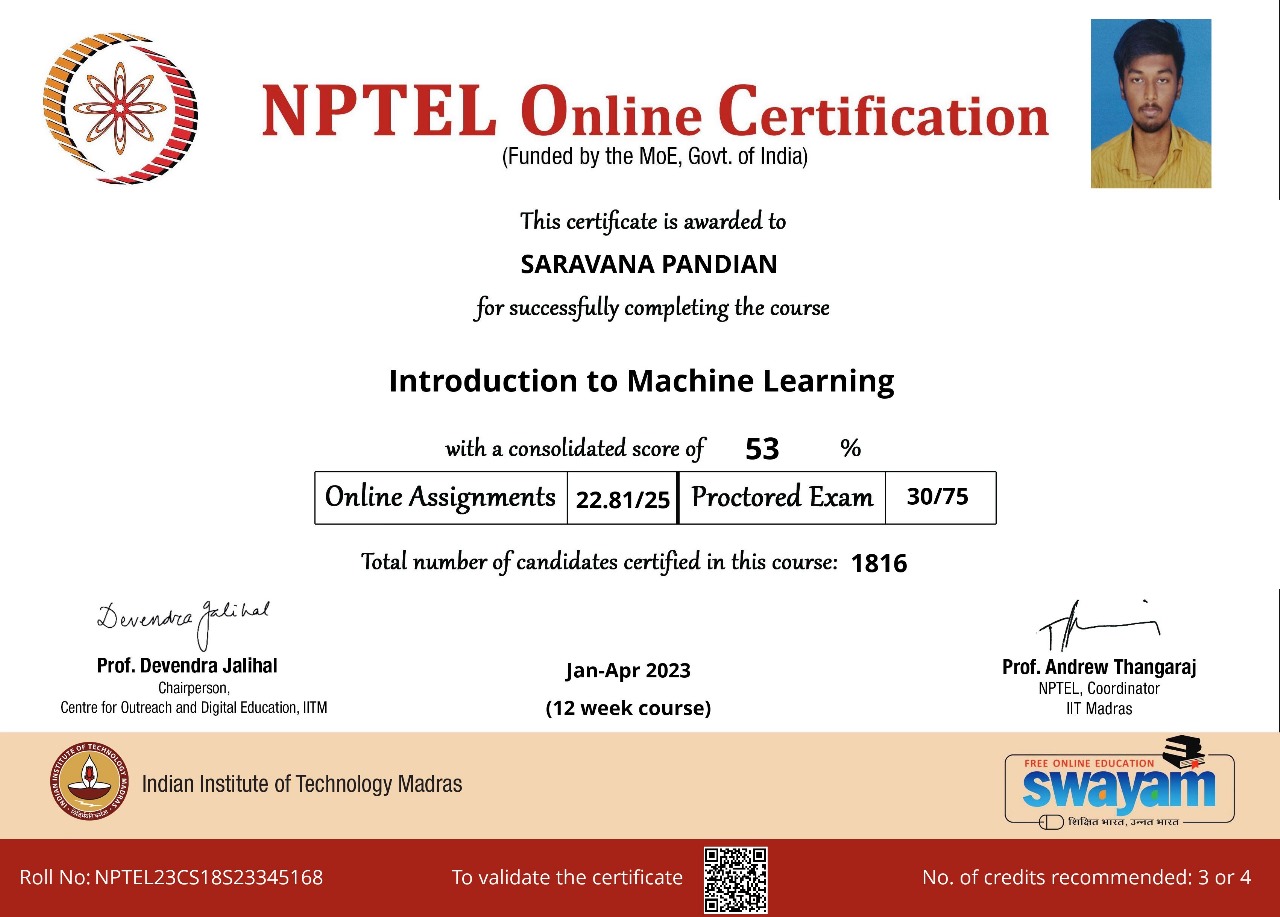 NPTEL Online Certification
(Funded by the MoE, Govt. of India)
This certificate is awarded to
SARAVANA PANDIAN
for successfully completing the course
Introduction to Machine Learning
with a consolidated score of 53 %
Online Assignments 22.81/25 Proctored Exam 30/75
Total number of candidates certified in this course: 1816
Devendra Jalihal
Prof. Devendra Jalihal
Chairperson,
Centre for Outreach and Digital Education, IITM
Jan-Apr 2023
(12 week course)
Prof. Andrew Thangaraj
NPTEL, Coordinator
IIT Madras
INDIAN INSTITUTE OF TECHNOLOGY MADRAS
Indian Institute of Technology Madras
FREE ONLINE EDUCATION
swayam
शिक्षित भारत, उन्नत भारत
Roll No: NPTEL23CS18S23345168
To validate the certificate
No. of credits recommended: 3 or 4